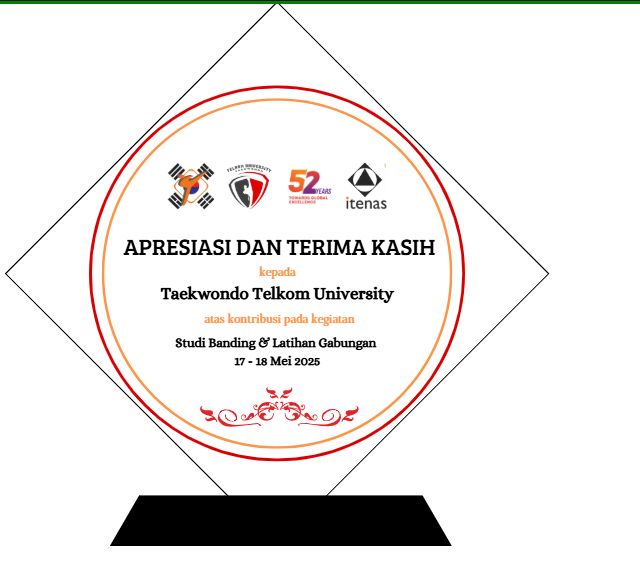 TELKOM UNIVERSITY
52 YEARS
TOWARDS GLOBAL
EXCELLENCE
itenas
APRESIASI DAN TERIMA KASIH
kepada
Taekwondo Telkom University
atas kontribusi pada kegiatan
Studi Banding & Latihan Gabungan
17 - 18 Mei 2025